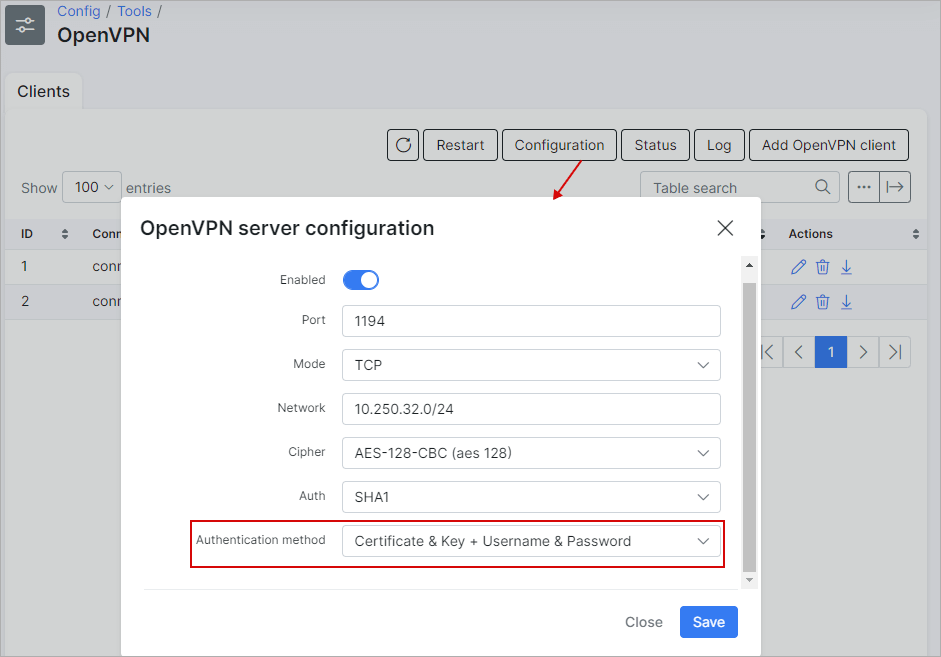 Config / Tools /
OpenVPN
Clients
Restart Configuration Status Log Add OpenVPN client
Show 100 entries Table search ...
ID Conn Actions
1 conn
2 conn
1
OpenVPN server configuration
Enabled
Port 1194
Mode TCP
Network 10.250.32.0/24
Cipher AES-128-CBC (aes 128)
Auth SHA1
Authentication method Certificate & Key + Username & Password
Close Save